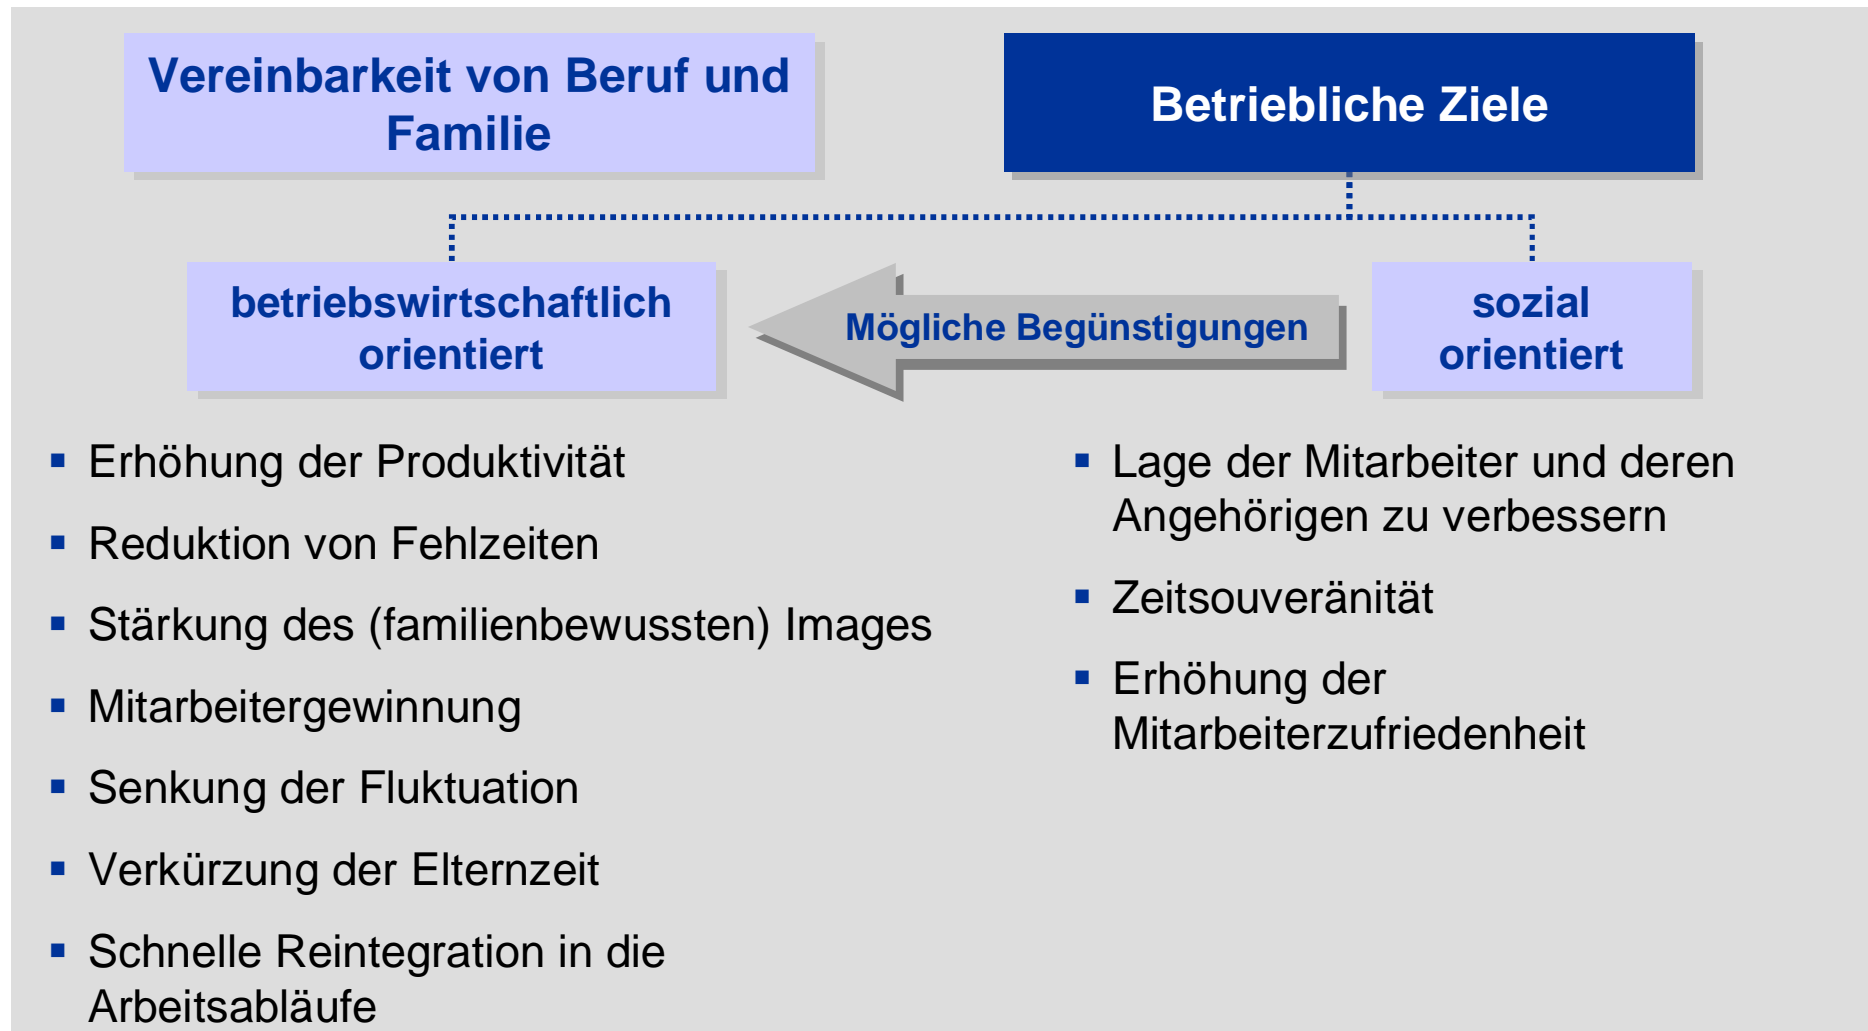 Vereinbarkeit von Beruf und
Familie
Betriebliche Ziele
betriebswirtschaftlich
orientiert
Mögliche Begünstigungen
sozial
orientiert
▪ Erhöhung der Produktivität
▪ Reduktion von Fehlzeiten
▪ Stärkung des (familienbewussten) Images
▪ Mitarbeitergewinnung
▪ Senkung der Fluktuation
▪ Verkürzung der Elternzeit
▪ Schnelle Reintegration in die
Arbeitsabläufe
▪ Lage der Mitarbeiter und deren
Angehörigen zu verbessern
▪ Zeitsouveränität
▪ Erhöhung der
Mitarbeiterzufriedenheit